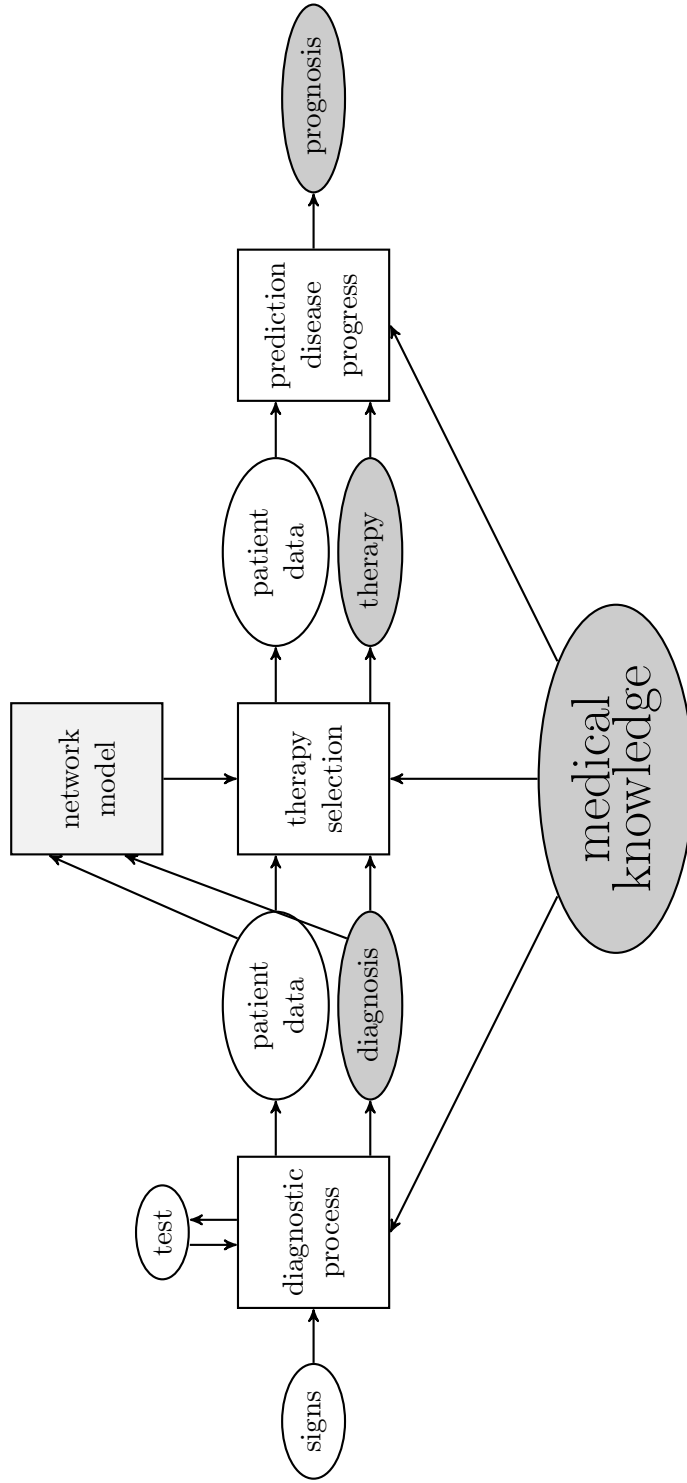 signs
test
diagnostic
process
patient
data
diagnosis
network
model
therapy
selection
patient
data
therapy
prediction
disease
progress
prognosis
medical
knowledge